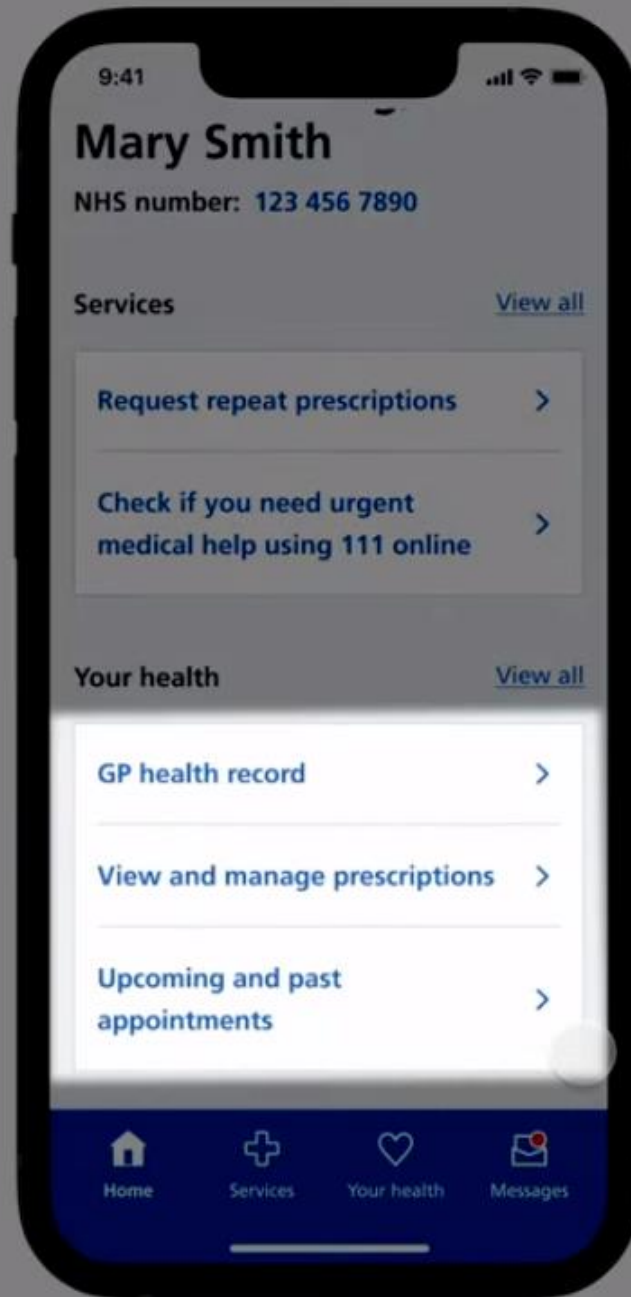 9:41
Mary Smith
NHS number: 123 456 7890
Services View all
Request repeat prescriptions
Check if you need urgent
medical help using 111 online
Your health View all
GP health record
View and manage prescriptions
Upcoming and past
appointments
Home Services Your health Messages